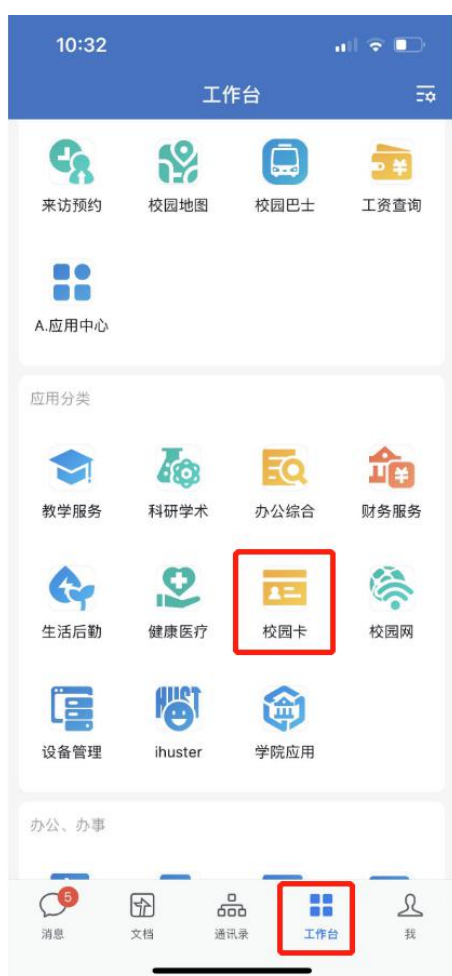 10:32
工作台
来访预约 校园地图 校园巴士 工资查询
A.应用中心
应用分类
教学服务 科研学术 办公综合 财务服务
生活后勤 健康医疗 校园卡 校园网
HUST
设备管理 ihuster 学院应用
办公、办事
5
消息 文档 通讯录 工作台 我